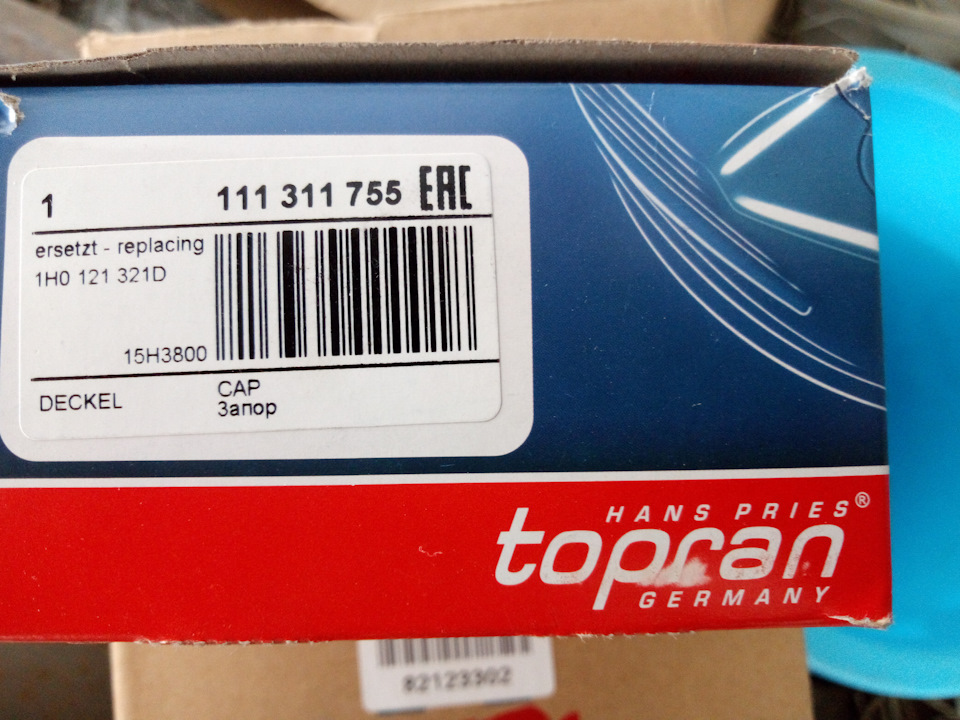 1 111 311 755 EAC
ersetzt - replacing
1H0 121 321D
15H3800
DECKEL CAP
Запор
HANS PRIES®
topran
GERMANY
82123302